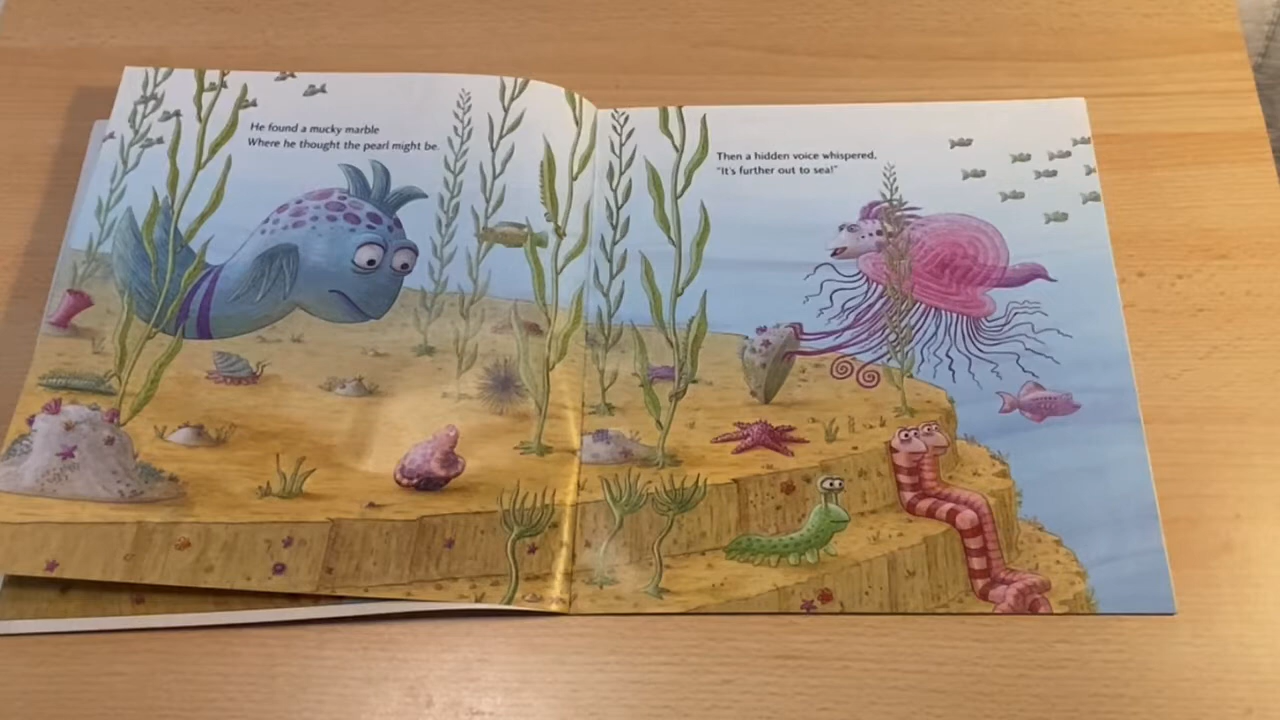 He found a mucky marble
Where he thought the pearl might be.
Then a hidden voice whispered,
"It's further out to sea!"